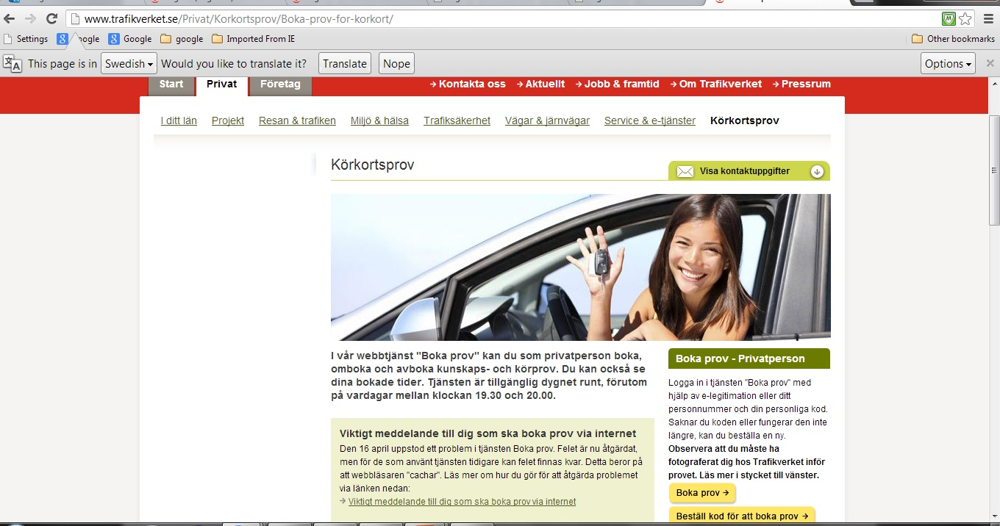 www.trafikverket.se/Privat/Korkortsprov/Boka-prov-for-korkort/
Settings Google google Imported From IE Other bookmarks
This page is in Swedish Would you like to translate it? Translate Nope Options
Start Privat Företag Kontakta oss Aktuellt Jobb & framtid Om Trafikverket Pressrum
I ditt län Projekt Resan & trafiken Miljö & hälsa Trafiksäkerhet Vägar & järnvägar Service & e-tjänster Körkortsprov
Körkortsprov
Visa kontaktuppgifter
I vår webbtjänst "Boka prov" kan du som privatperson boka,
omboka och avboka kunskaps- och körprov. Du kan också se
dina bokade tider. Tjänsten är tillgänglig dygnet runt, förutom
på vardagar mellan klockan 19.30 och 20.00.
Viktigt meddelande till dig som ska boka prov via internet
Den 16 april uppstod ett problem i tjänsten Boka prov. Felet är nu åtgärdat,
men för de som använt tjänsten tidigare kan felet finnas kvar. Detta beror på
att webbläsaren "cachar". Läs mer om hur du gör för att åtgärda problemet
via länken nedan:
Viktigt meddelande till dig som ska boka prov via internet
Boka prov - Privatperson
Logga in i tjänsten "Boka prov" med
hjälp av e-legitimation eller ditt
personnummer och din personliga kod.
Saknar du koden eller fungerar den inte
längre, kan du beställa en ny.
Observera att du måste ha
fotograferat dig hos Trafikverket inför
provet. Läs mer i stycket till vänster.
Boka prov
Beställ kod för att boka prov